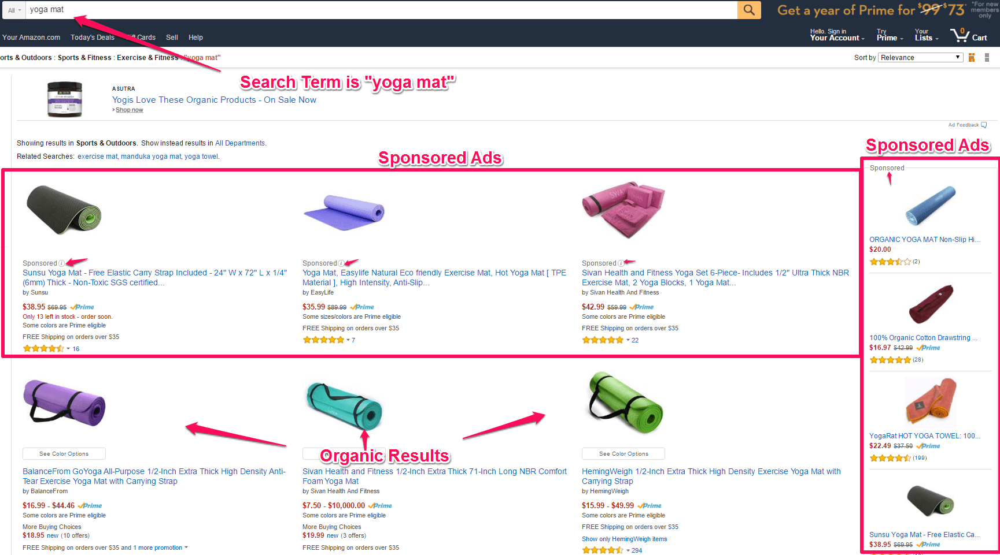 All
yoga mat
Get a year of Prime for $99 $73* *For new members only
Your Amazon.com Today's Deals Gift Cards Sell Help
Hello. Sign in
Your Account
Try
Prime
Your
Lists
0
Cart
orts & Outdoors : Sports & Fitness : Exercise & Fitness : "yoga mat"
Sort by Relevance
Search Term is "yoga mat"
ASUTRA
Yogis Love These Organic Products - On Sale Now
› Shop now
Ad Feedback
Showing results in Sports & Outdoors. Show instead results in All Departments.
Related Searches: exercise mat, manduka yoga mat, yoga towel.
Sponsored Ads
Sponsored
Sunsu Yoga Mat - Free Elastic Carry Strap Included - 24" W x 72" L x 1/4"
(6mm) Thick - Non-Toxic SGS certified...
by Sunsu
$38.95 $69.95 Prime
Only 13 left in stock - order soon.
Some colors are Prime eligible
FREE Shipping on orders over $35
16
Sponsored
Yoga Mat, Easylife Natural Eco friendly Exercise Mat, Hot Yoga Mat [ TPE
Material ], High Intensity, Anti-Slip...
by EasyLife
$35.99 $89.99 Prime
Some sizes/colors are Prime eligible
FREE Shipping on orders over $35
7
SIVAN
Sponsored
Sivan Health and Fitness Yoga Set 6-Piece- Includes 1/2" Ultra Thick NBR
Exercise Mat, 2 Yoga Blocks, 1 Yoga Mat...
by Sivan Health And Fitness
$42.99 $59.99 Prime
Some colors are Prime eligible
FREE Shipping on orders over $35
22
Organic Results
See Color Options
BalanceFrom GoYoga All-Purpose 1/2-Inch Extra Thick High Density Anti-
Tear Exercise Yoga Mat with Carrying Strap
by BalanceFrom
$16.99 - $44.46 Prime
Some colors are Prime eligible
More Buying Choices
$18.95 new (10 offers)
FREE Shipping on orders over $35 and 1 more promotion
Sivan Health and Fitness 1/2-Inch Extra Thick 71-Inch Long NBR Comfort
Foam Yoga Mat
by Sivan Health And Fitness
$7.50 - $10,000.00 Prime
Some colors are Prime eligible
More Buying Choices
$19.99 new (3 offers)
FREE Shipping on orders over $35
See Color Options
HemingWeigh 1/2-Inch Extra Thick High Density Exercise Yoga Mat with
Carrying Strap
by HemingWeigh
$15.99 - $49.99 Prime
Some colors are Prime eligible
FREE Shipping on orders over $35
Show only HemingWeigh items
294
Sponsored Ads
Sponsored
ORGANIC YOGA MAT Non-Slip Hi...
$20.00
(2)
100% Organic Cotton Drawstring ...
$16.97 $42.99 Prime
(28)
YogaRat HOT YOGA TOWEL: 100...
$22.49 $37.50 Prime
(199)
Sunsu Yoga Mat - Free Elastic Ca...
$38.95 $69.95 Prime